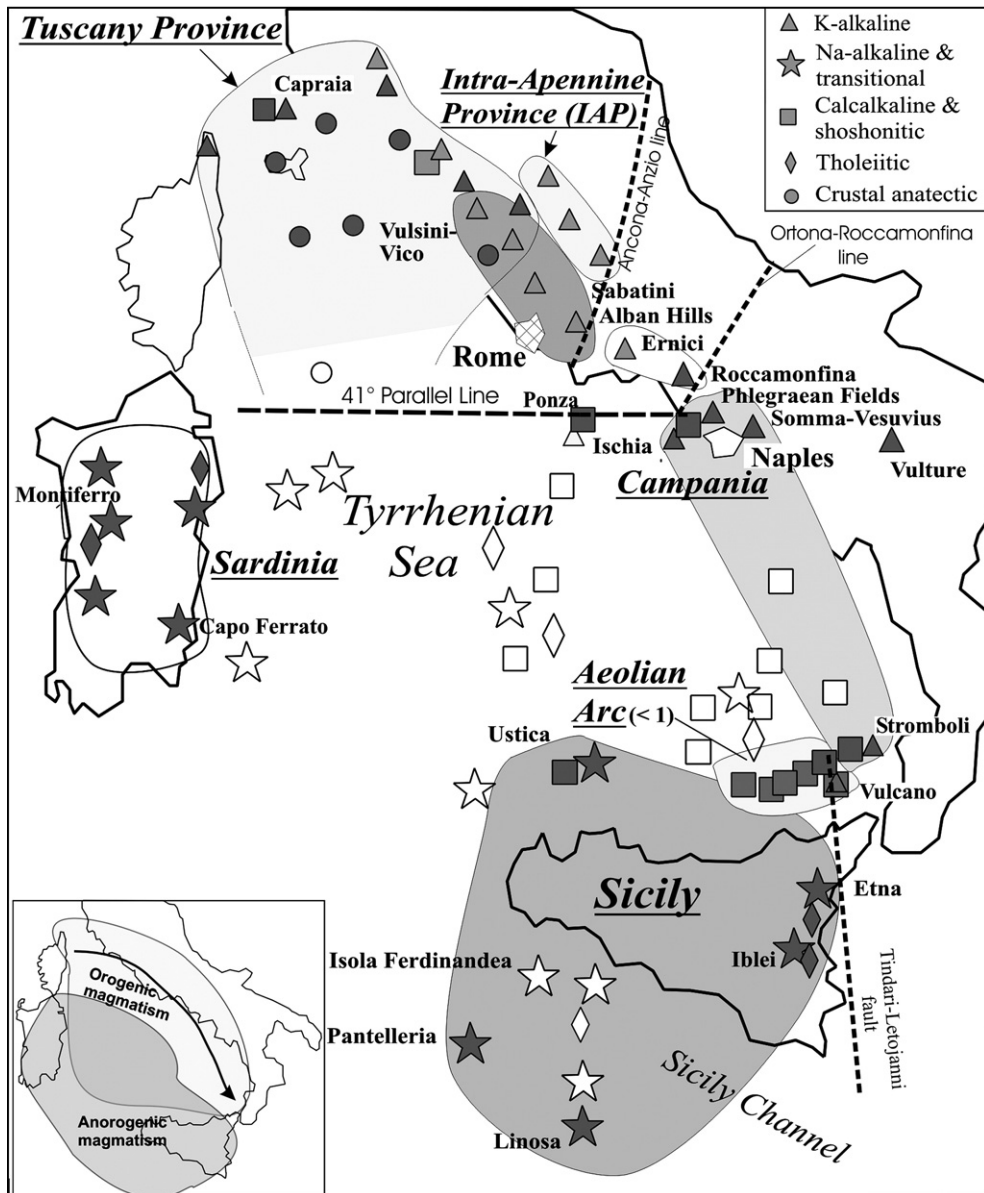 Tuscany Province
Capraia
Intra-Apennine
Province (IAP)
K-alkaline
Na-alkaline &
transitional
Calcalkaline &
shoshonitic
Tholeiitic
Crustal anatectic
Ancona-Anzio line
Ortona-Roccamonfina
line
Vulsini-
Vico
Sabatini
Alban Hills
Rome
Ernici
41° Parallel Line
Ponza
Roccamonfina
Phlegraean Fields
Somma-Vesuvius
Ischia
Naples
Vulture
Campania
Montiferro
Tyrrhenian
Sea
Sardinia
Capo Ferrato
Aeolian
Arc (< 1)
Stromboli
Ustica
Vulcano
Sicily
Etna
Iblei
Isola Ferdinandea
Tindari-Letojanni
fault
Pantelleria
Sicily Channel
Linosa
Orogenic
magmatism
Anorogenic
magmatism